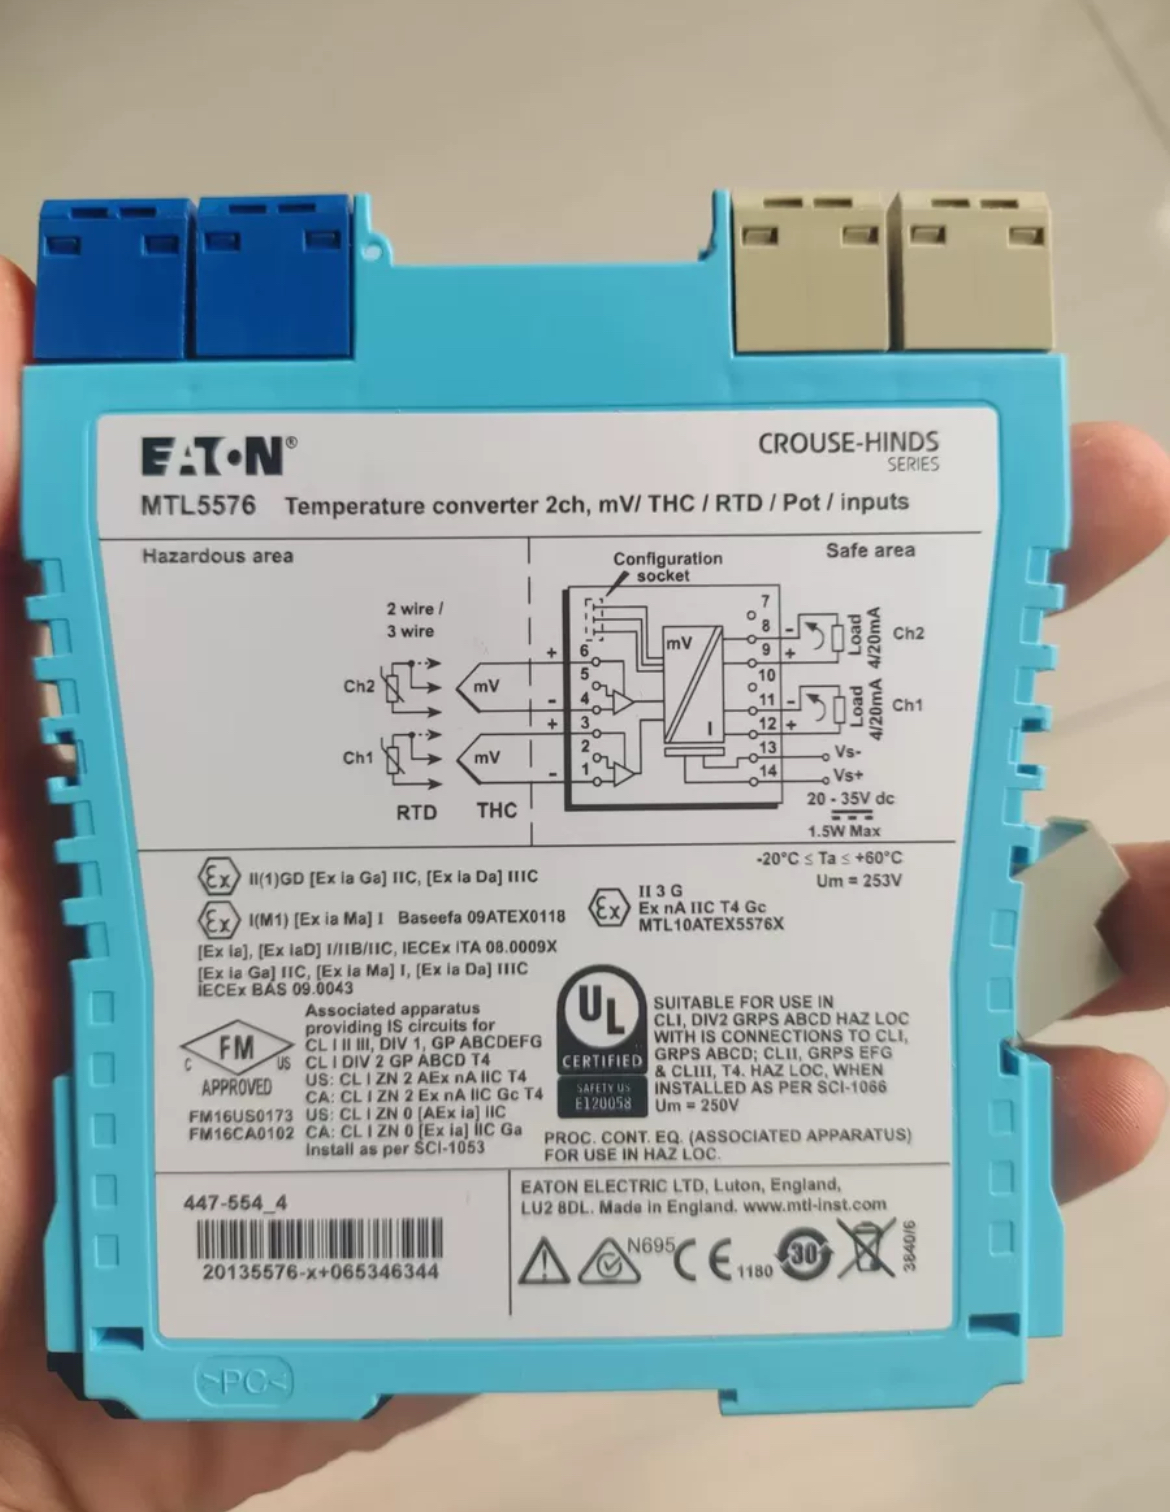 EATON®
CROUSE-HINDS
SERIES
MTL5576 Temperature converter 2ch, mV/ THC / RTD / Pot / inputs
Hazardous area
Safe area
Configuration
socket
2 wire /
3 wire
Ch2
mV
Ch1
mV
RTD
THC
+
-
+
-
6
5
4
3
2
1
mV
I
7
8
9
10
11
12
13
14
-
+
-
+
Load
4/20mA
Ch2
Load
4/20mA
Ch1
Vs-
Vs+
20 - 35V dc
1.5W Max
-20°C ≤ Ta ≤ +60°C
Um = 253V
Ex II(1)GD [Ex ia Ga] IIC, [Ex ia Da] IIIC
Ex I(M1) [Ex ia Ma] I Baseefa 09ATEX0118
Ex
II 3 G
Ex nA IIC T4 Gc
MTL10ATEX5576X
[Ex ia], [Ex iaD] I/IIB/IIC, IECEx ITA 08.0009X
[Ex ia Ga] IIC, [Ex ia Ma] I, [Ex ia Da] IIIC
IECEx BAS 09.0043
C FM US
APPROVED
FM16US0173
FM16CA0102
Associated apparatus
providing IS circuits for
CL I II III, DIV 1, GP ABCDEFG
CL I DIV 2 GP ABCD T4
US: CL I ZN 2 AEx nA IIC T4
CA: CL I ZN 2 Ex nA IIC Gc T4
US: CL I ZN 0 [AEx ia] IIC
CA: CL I ZN 0 [Ex ia] IIC Ga
Install as per SCI-1053
UL
CERTIFIED
SAFETY US
E120058
SUITABLE FOR USE IN
CLI, DIV2 GRPS ABCD HAZ LOC
WITH IS CONNECTIONS TO CLI,
GRPS ABCD; CLII, GRPS EFG
& CLIII, T4. HAZ LOC, WHEN
INSTALLED AS PER SCI-1066
Um = 250V
PROC. CONT. EQ. (ASSOCIATED APPARATUS)
FOR USE IN HAZ LOC.
447-554_4
20135576-x+065346344
EATON ELECTRIC LTD, Luton, England,
LU2 8DL. Made in England. www.mtl-inst.com
N695
CE 1180
30
3840/6
>PC<